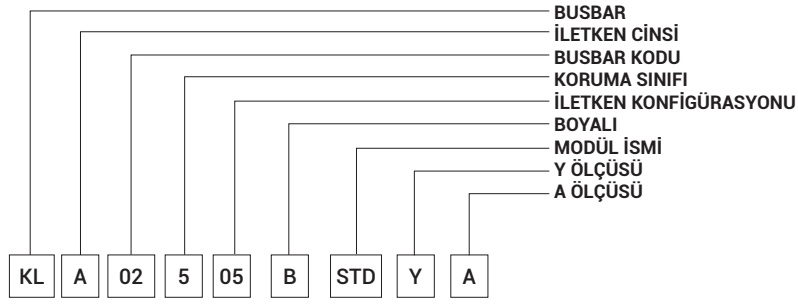 BUSBAR
İLETKEN CİNSİ
BUSBAR KODU
KORUMA SINIFI
İLETKEN KONFİGÜRASYONU
BOYALI
MODÜL İSMİ
Y ÖLÇÜSÜ
A ÖLÇÜSÜ
KL A 02 5 05 B STD Y A